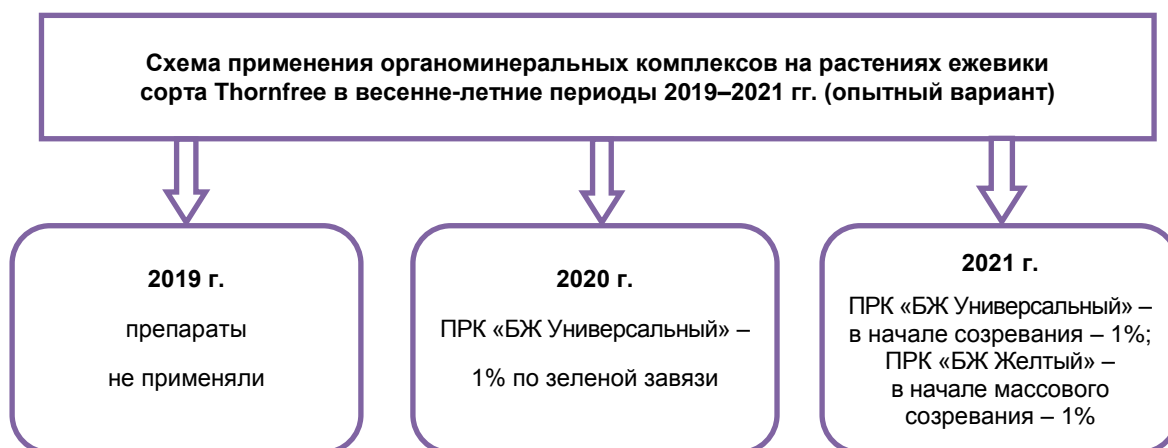 Схема применения органоминеральных комплексов на растениях ежевики
сорта Thornfree в весенне-летние периоды 2019–2021 гг. (опытный вариант)
2019 г.
препараты
не применяли
2020 г.
ПРК «БЖ Универсальный» –
1% по зеленой завязи
2021 г.
ПРК «БЖ Универсальный» –
в начале созревания – 1%;
ПРК «БЖ Желтый» –
в начале массового
созревания – 1%